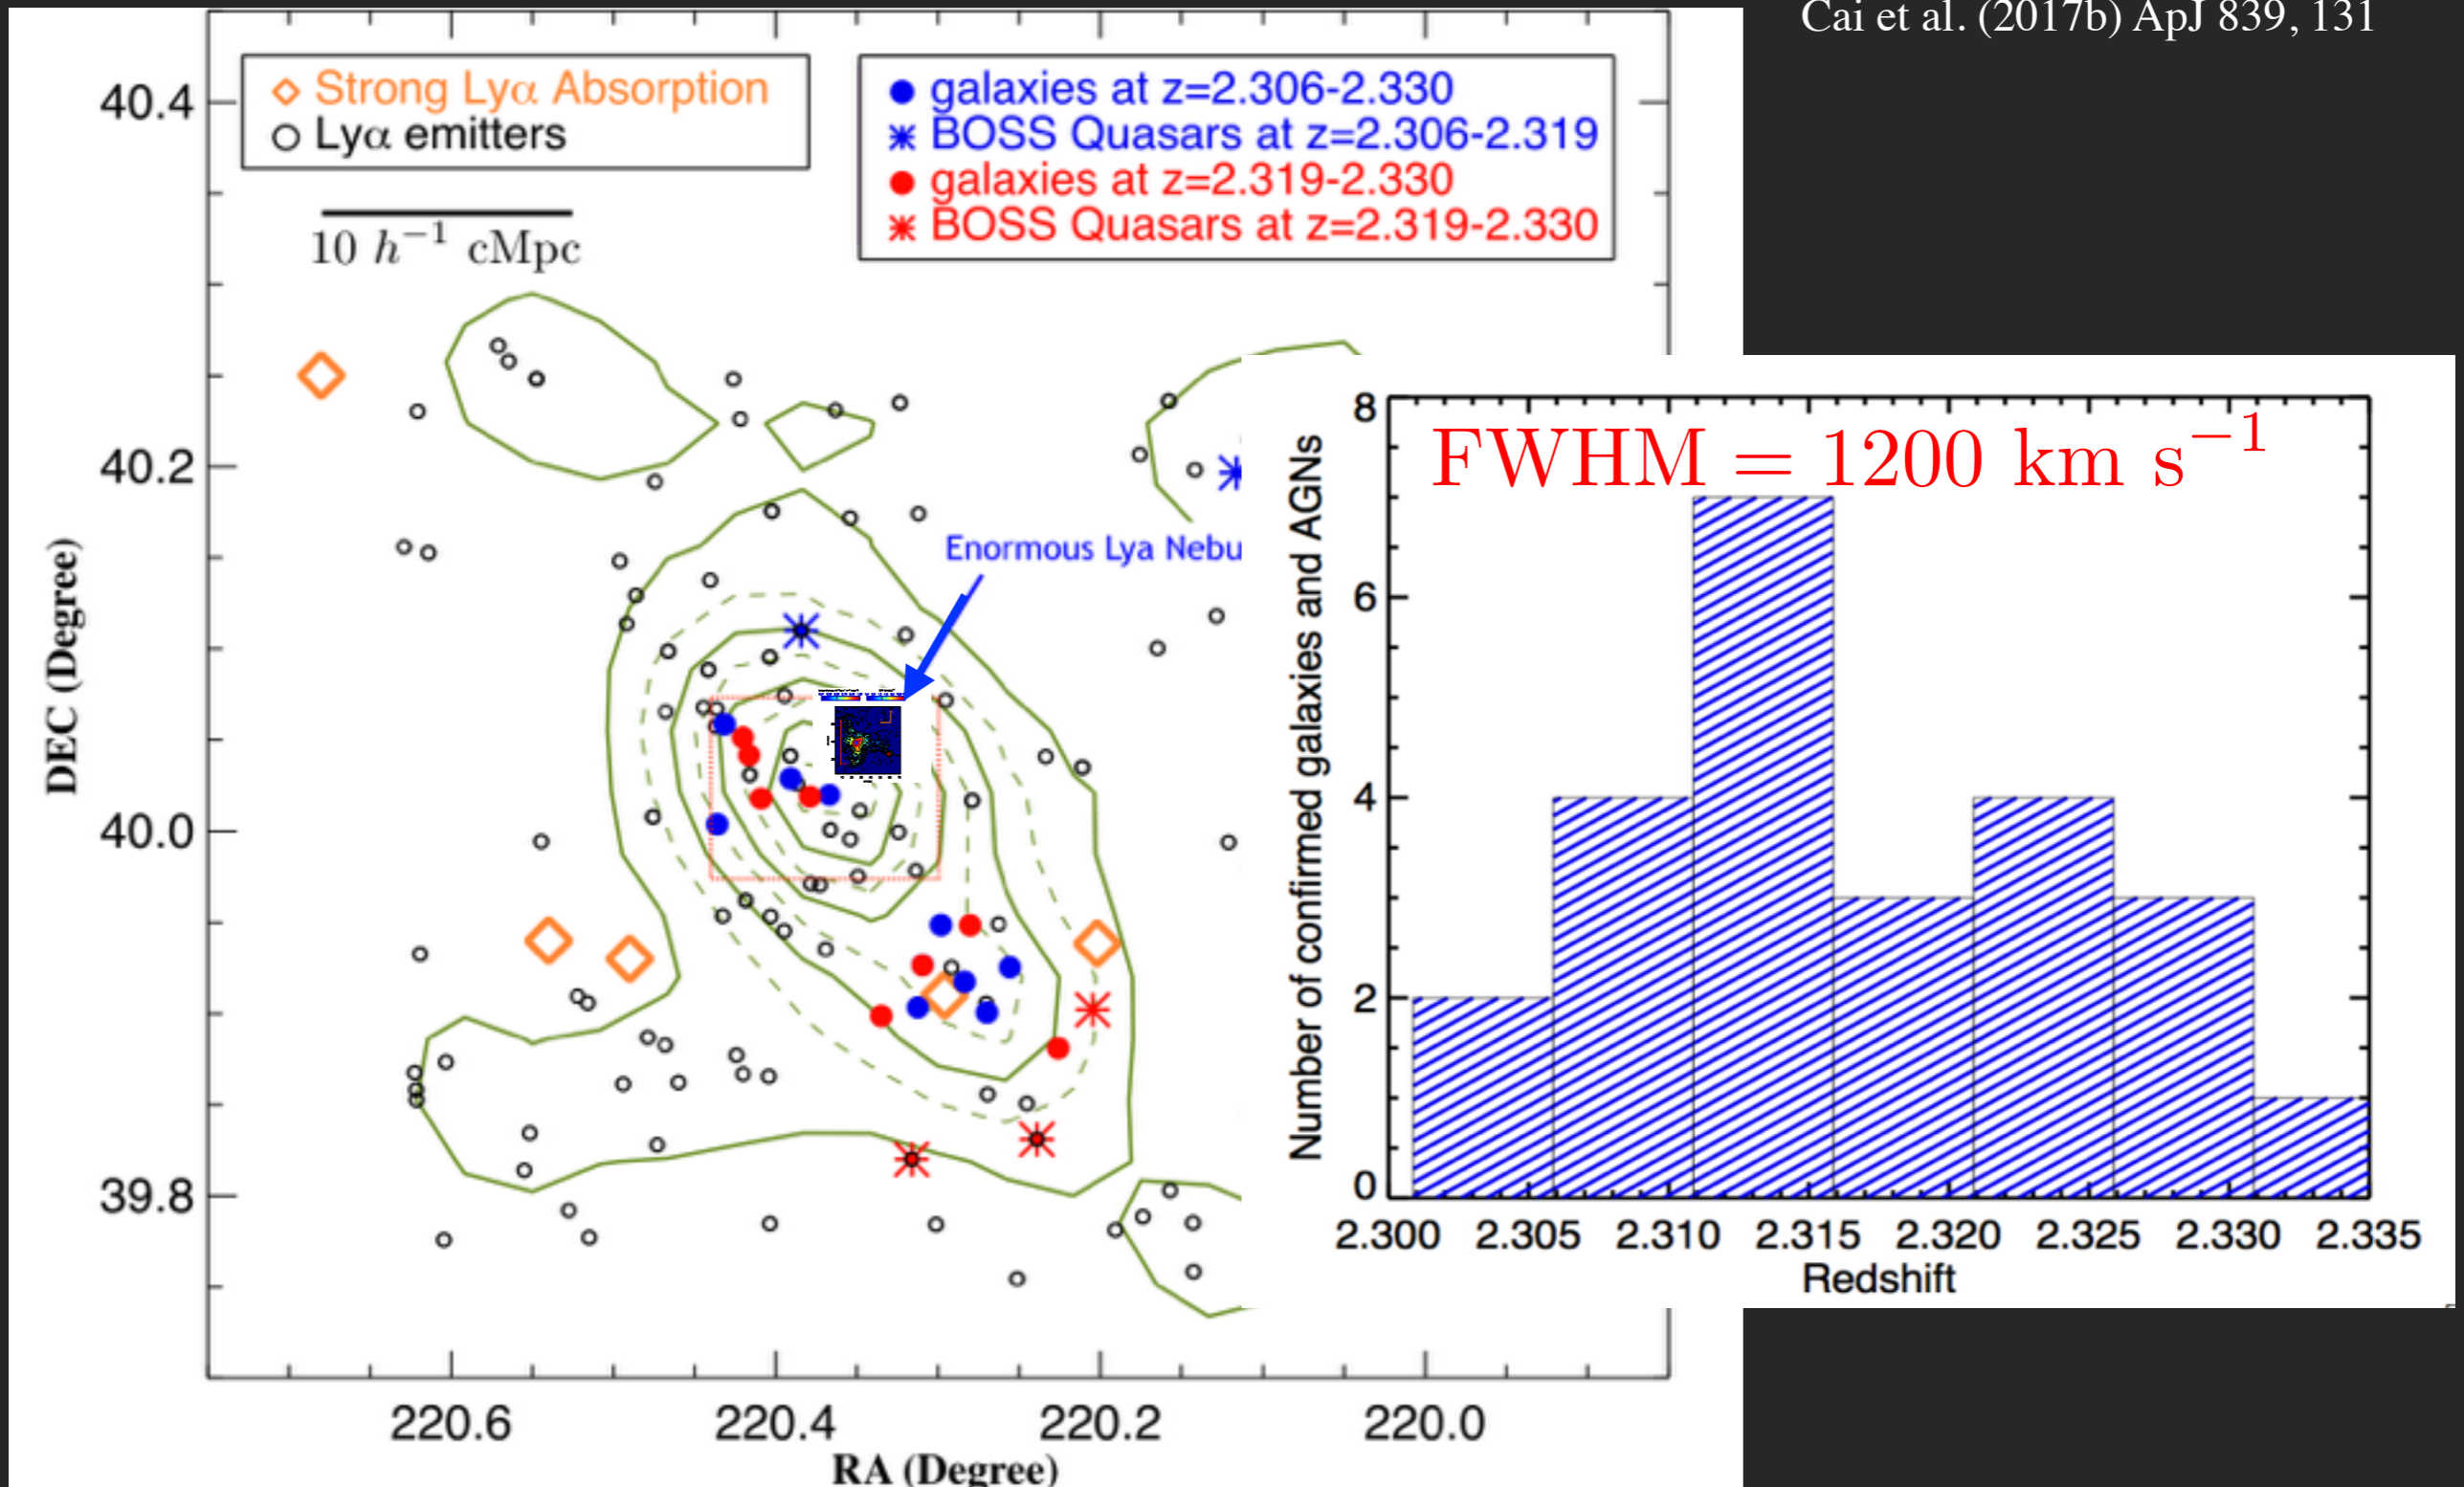 Cai et al. (2017b) ApJ 839, 131
Strong Lyα Absorption
Lyα emitters
galaxies at z=2.306-2.330
BOSS Quasars at z=2.306-2.319
galaxies at z=2.319-2.330
BOSS Quasars at z=2.319-2.330
10 h⁻¹ cMpc
40.4
40.2
40.0
39.8
DEC (Degree)
Enormous Lya Nebu
220.6 220.4 220.2 220.0
RA (Degree)
FWHM = 1200 km s⁻¹
Number of confirmed galaxies and AGNs
8
6
4
2
0
2.300 2.305 2.310 2.315 2.320 2.325 2.330 2.335
Redshift